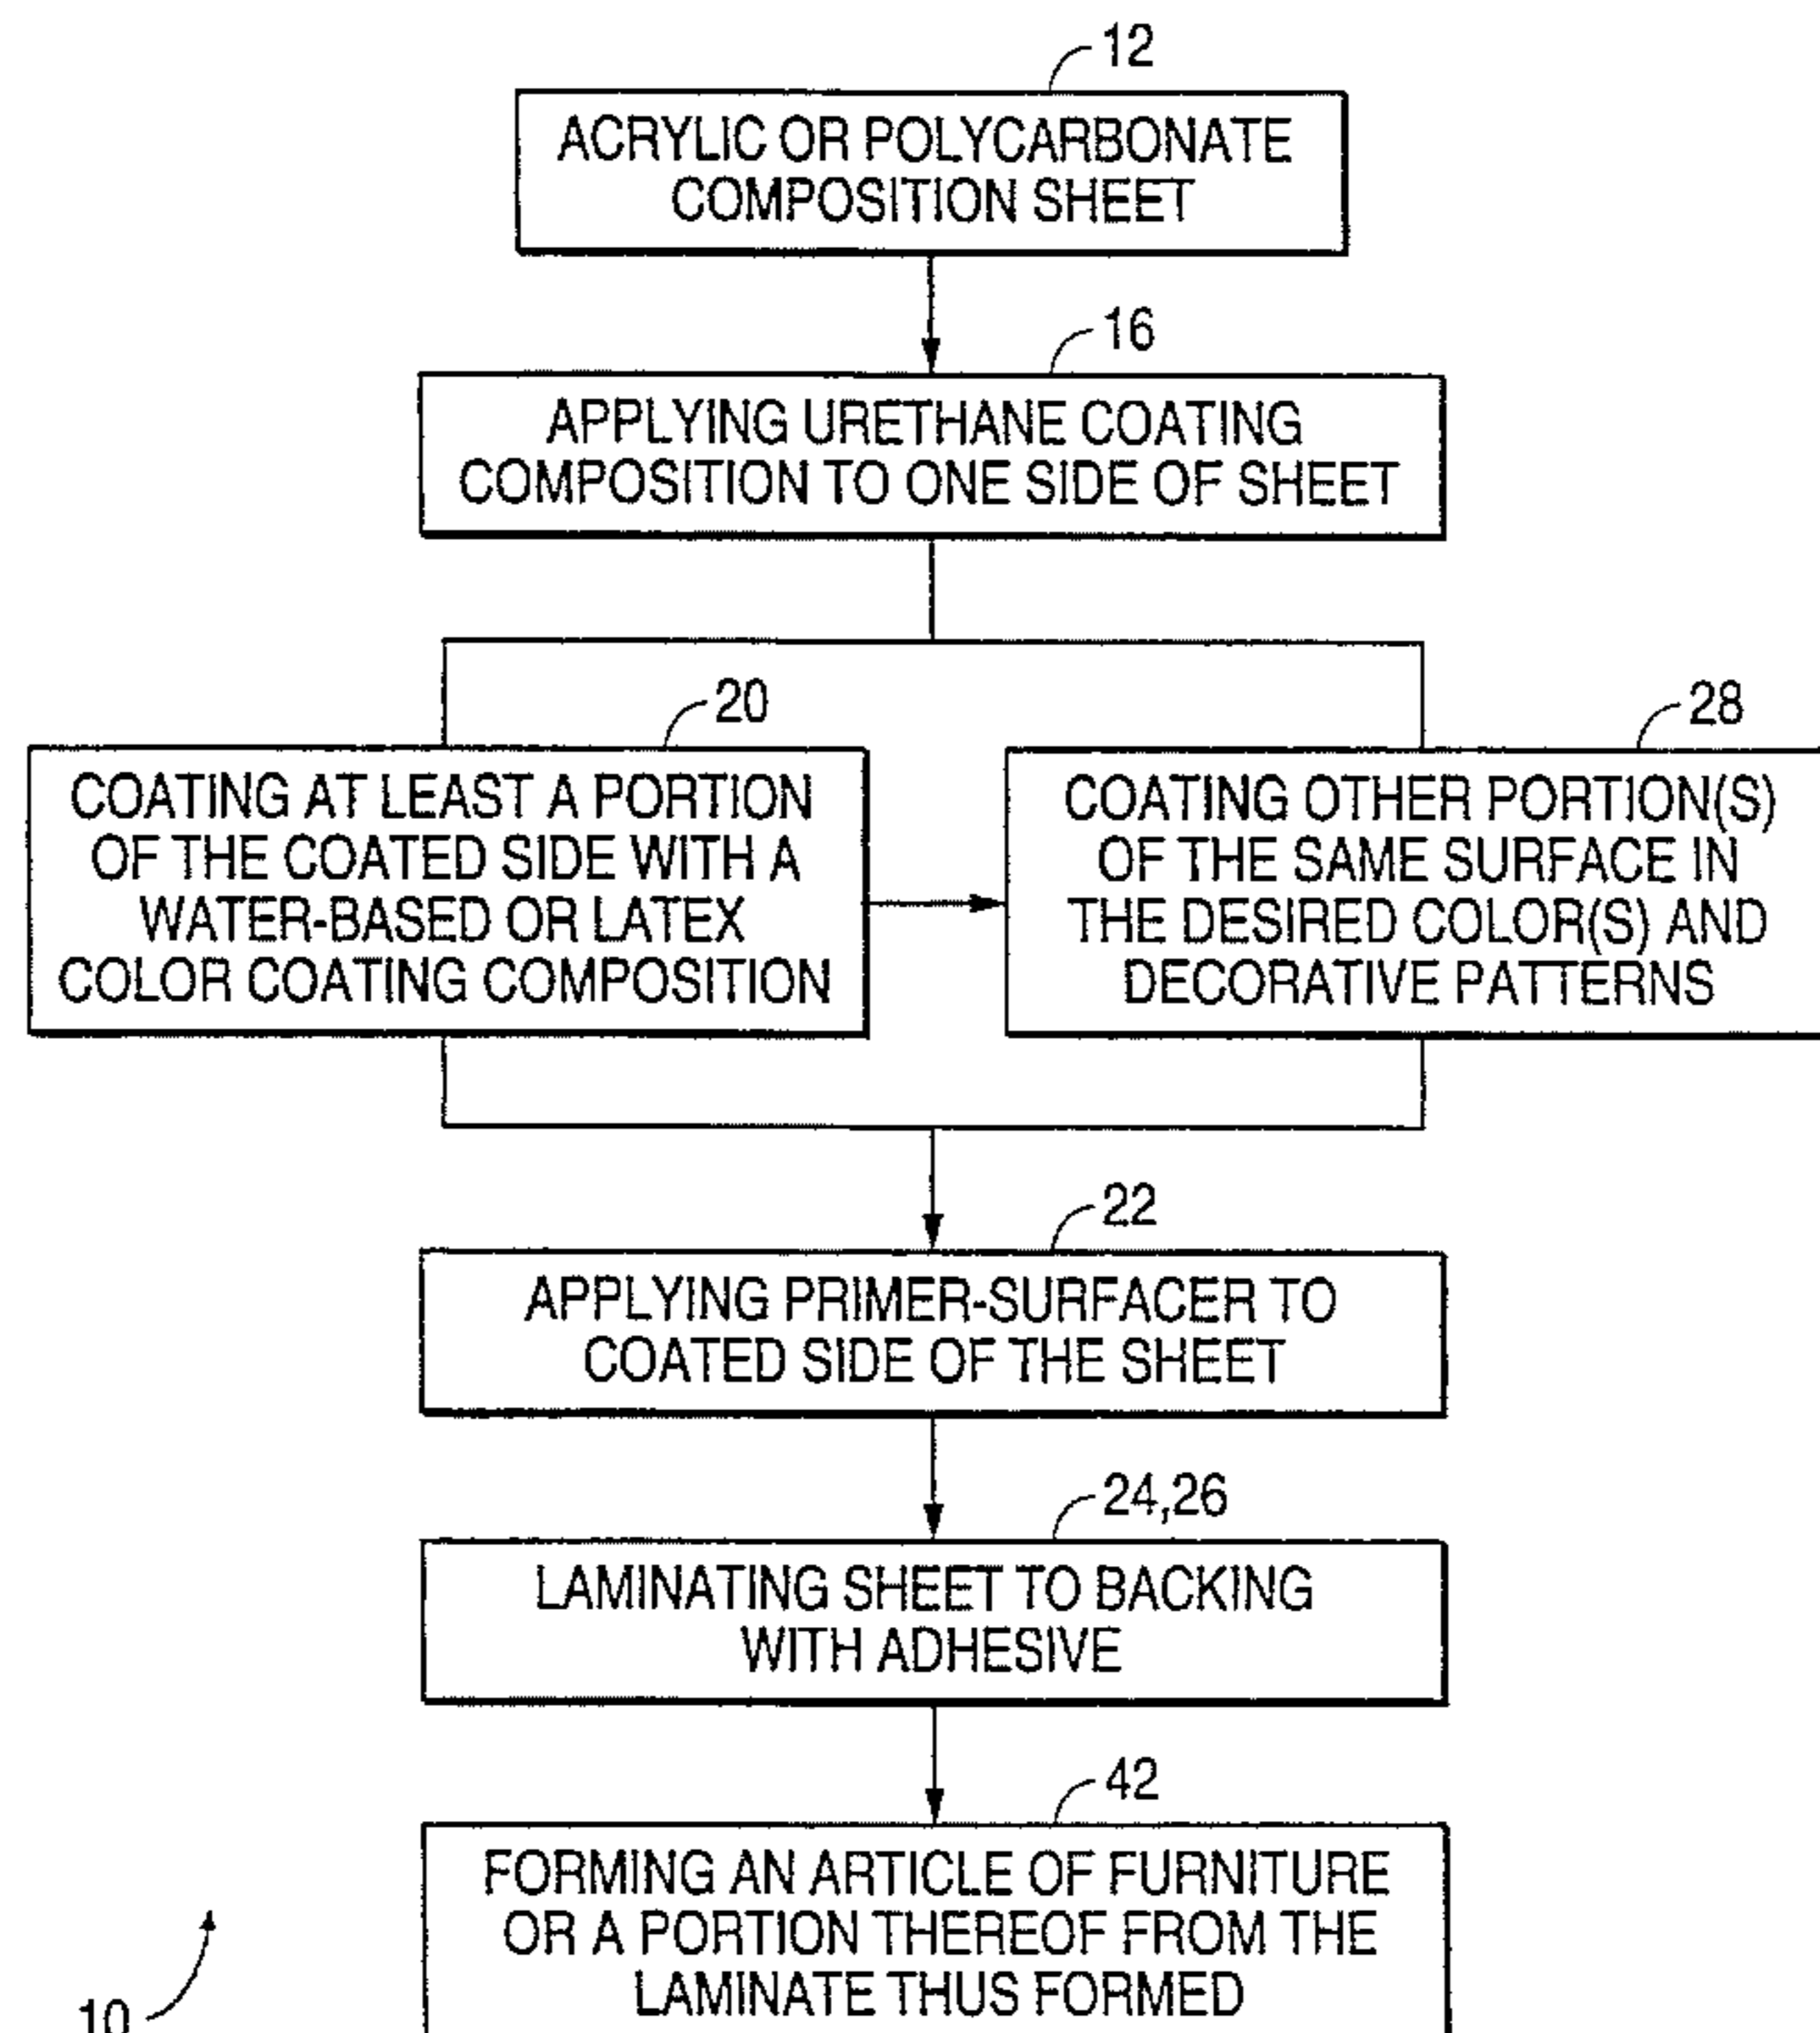 12
ACRYLIC OR POLYCARBONATE
COMPOSITION SHEET
16
APPLYING URETHANE COATING
COMPOSITION TO ONE SIDE OF SHEET
20
COATING AT LEAST A PORTION
OF THE COATED SIDE WITH A
WATER-BASED OR LATEX
COLOR COATING COMPOSITION
28
COATING OTHER PORTION(S)
OF THE SAME SURFACE IN
THE DESIRED COLOR(S) AND
DECORATIVE PATTERNS
22
APPLYING PRIMER-SURFACER TO
COATED SIDE OF THE SHEET
24,26
LAMINATING SHEET TO BACKING
WITH ADHESIVE
42
FORMING AN ARTICLE OF FURNITURE
OR A PORTION THEREOF FROM THE
LAMINATE THUS FORMED
10